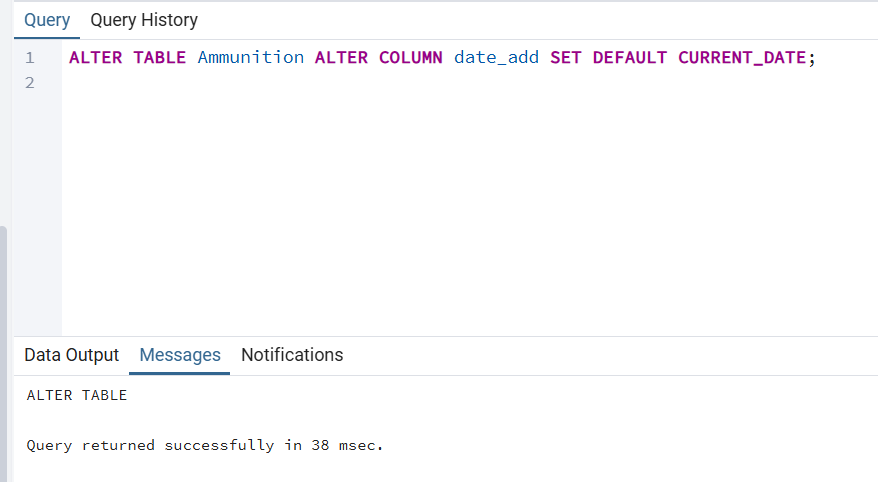 Query Query History
1 ALTER TABLE Ammunition ALTER COLUMN date_add SET DEFAULT CURRENT_DATE;
2
Data Output Messages Notifications
ALTER TABLE
Query returned successfully in 38 msec.